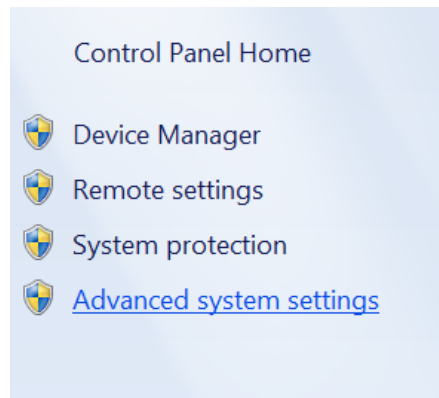 Control Panel Home
Device Manager
Remote settings
System protection
Advanced system settings